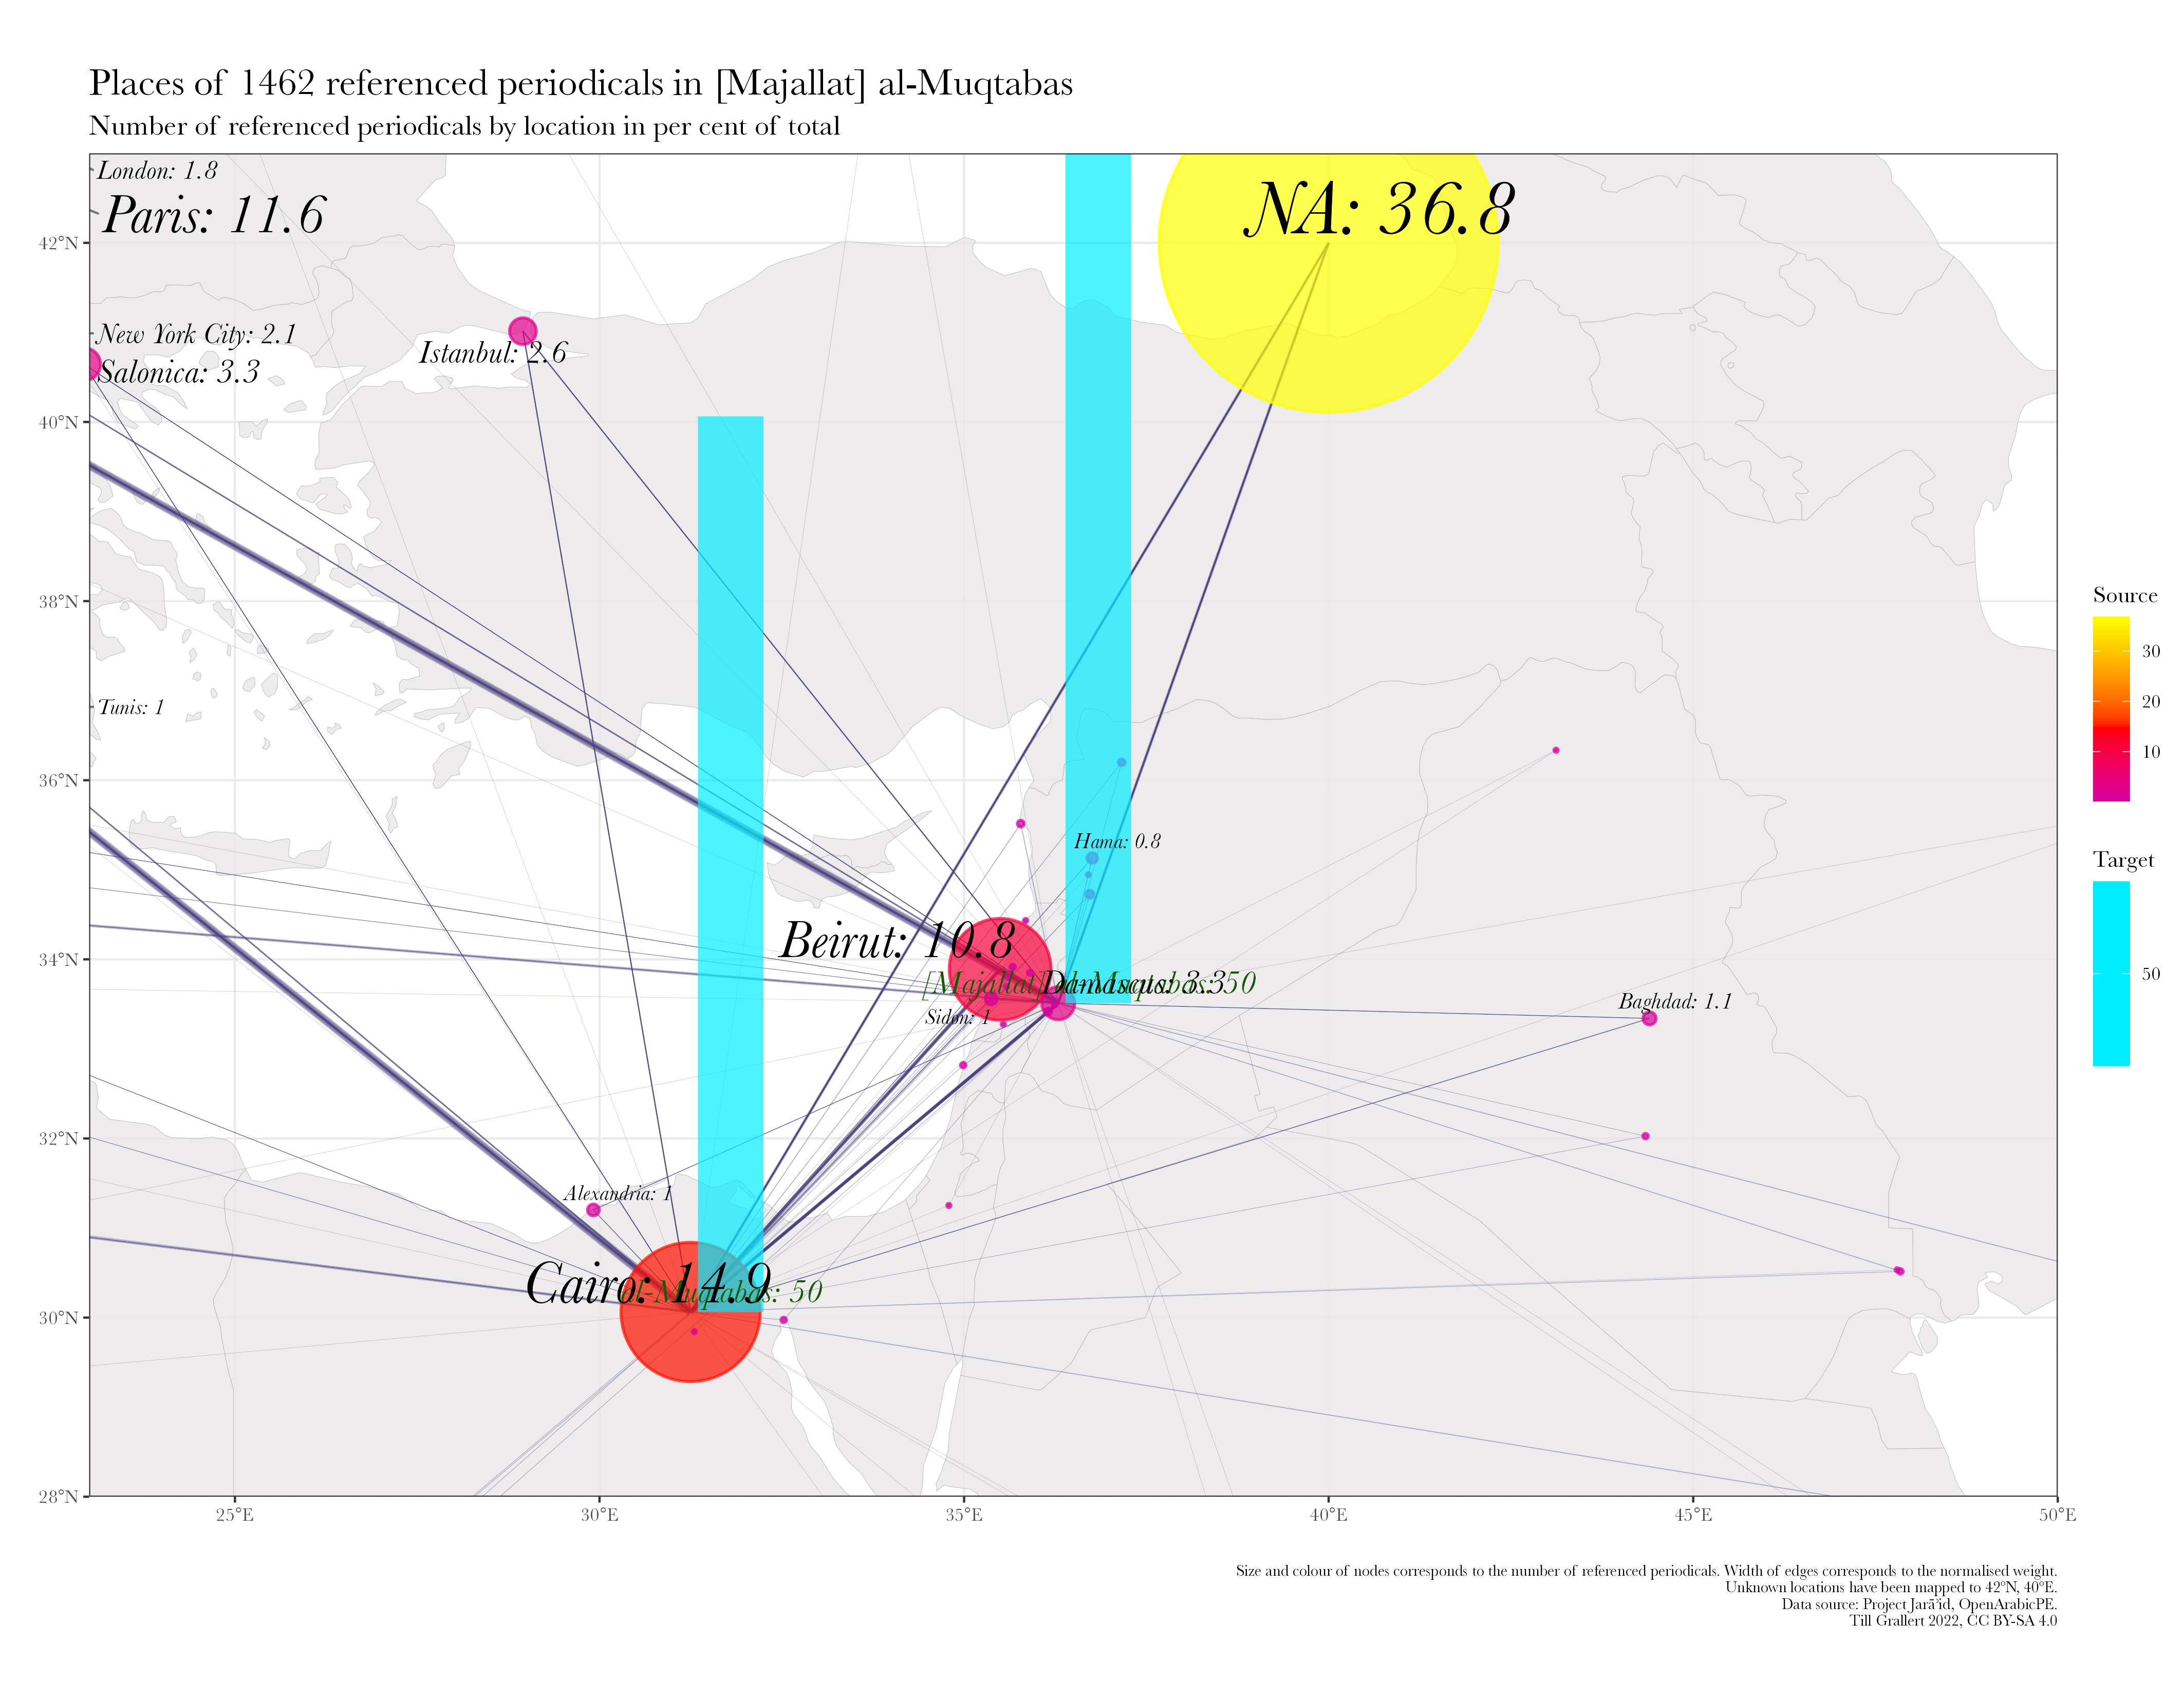 Places of 1462 referenced periodicals in [Majallat] al-Muqtabas
Number of referenced periodicals by location in per cent of total
London: 1.8
Paris: 11.6
NA: 36.8
42°N
New York City: 2.1
Istanbul: 2.6
Salonica: 3.3
40°N
38°N
Source
30
20
10
Tunis: 1
36°N
Hama: 0.8
Target
50
Beirut: 10.8
34°N
[Majallat] al-Muqtabas: 50
Damascus: 3.3
Sidon: 1
Baghdad: 1.1
32°N
Alexandria: 1
Cairo: 14.9
al-Muqtabas: 50
30°N
28°N
25°E 30°E 35°E 40°E 45°E 50°E
Size and colour of nodes corresponds to the number of referenced periodicals. Width of edges corresponds to the normalised weight.
Unknown locations have been mapped to 42°N, 40°E.
Data source: Project Jarāʾid, OpenArabicPE.
Till Grallert 2022, CC BY-SA 4.0